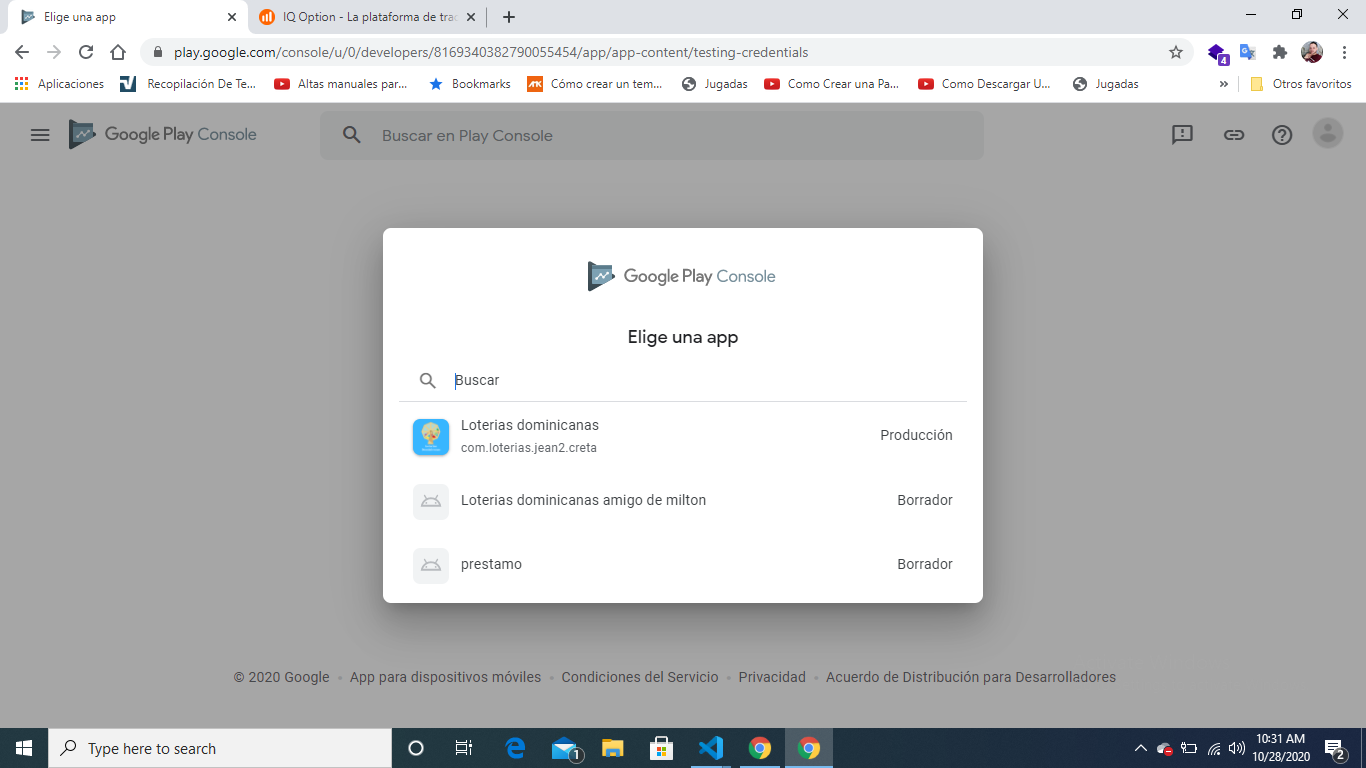 Elige una app
IQ Option - La plataforma de trac
play.google.com/console/u/0/developers/8169340382790055454/app/app-content/testing-credentials
4
Aplicaciones
Recopilación De Te...
Altas manuales par...
Bookmarks
Cómo crear un tem...
Jugadas
Como Crear una Pa...
Como Descargar U...
Jugadas
»
Otros favoritos
Google Play Console
Buscar en Play Console
Google Play Console
Elige una app
Buscar
Loterias dominicanas
com.loterias.jean2.creta
Producción
Loterias dominicanas amigo de milton
Borrador
prestamo
Borrador
© 2020 Google • App para dispositivos móviles • Condiciones del Servicio • Privacidad • Acuerdo de Distribución para Desarrolladores
Type here to search
1
10:31 AM
10/28/2020
2